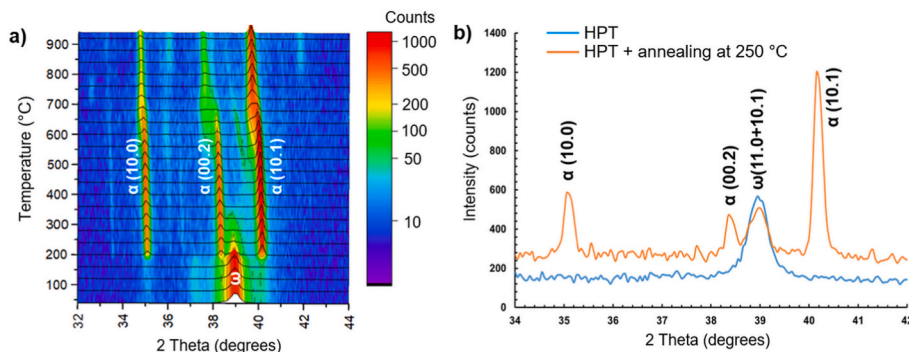 a)
Counts
1000
500
200
100
50
10
Temperature (°C)
900
800
700
600
500
400
300
200
100
α (10.0)
α (00.2)
α (10.1)
ω
32
34
36
38
40
42
44
2 Theta (degrees)
b)
HPT
HPT + annealing at 250 °C
Intensity (counts)
1400
1200
1000
800
600
400
200
0
α (10.0)
α (00.2)
ω(11.0+10.1)
α (10.1)
34
35
36
37
38
39
40
41
42
2 Theta (degrees)